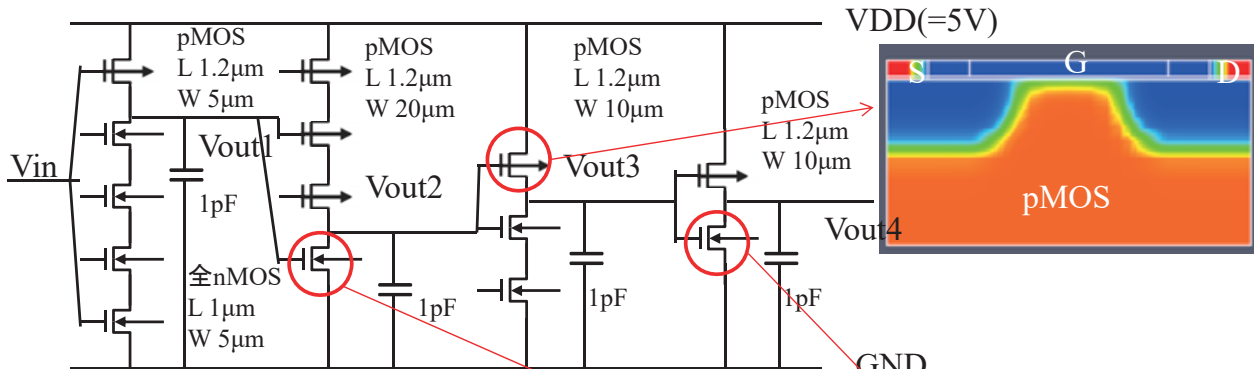 VDD(=5V)
pMOS
L 1.2μm
W 5μm
pMOS
L 1.2μm
W 20μm
pMOS
L 1.2μm
W 10μm
pMOS
L 1.2μm
W 10μm
S
G
D
pMOS
Vin
Vout1
1pF
Vout2
1pF
Vout3
1pF
Vout4
1pF
全nMOS
L 1μm
W 5μm
GND